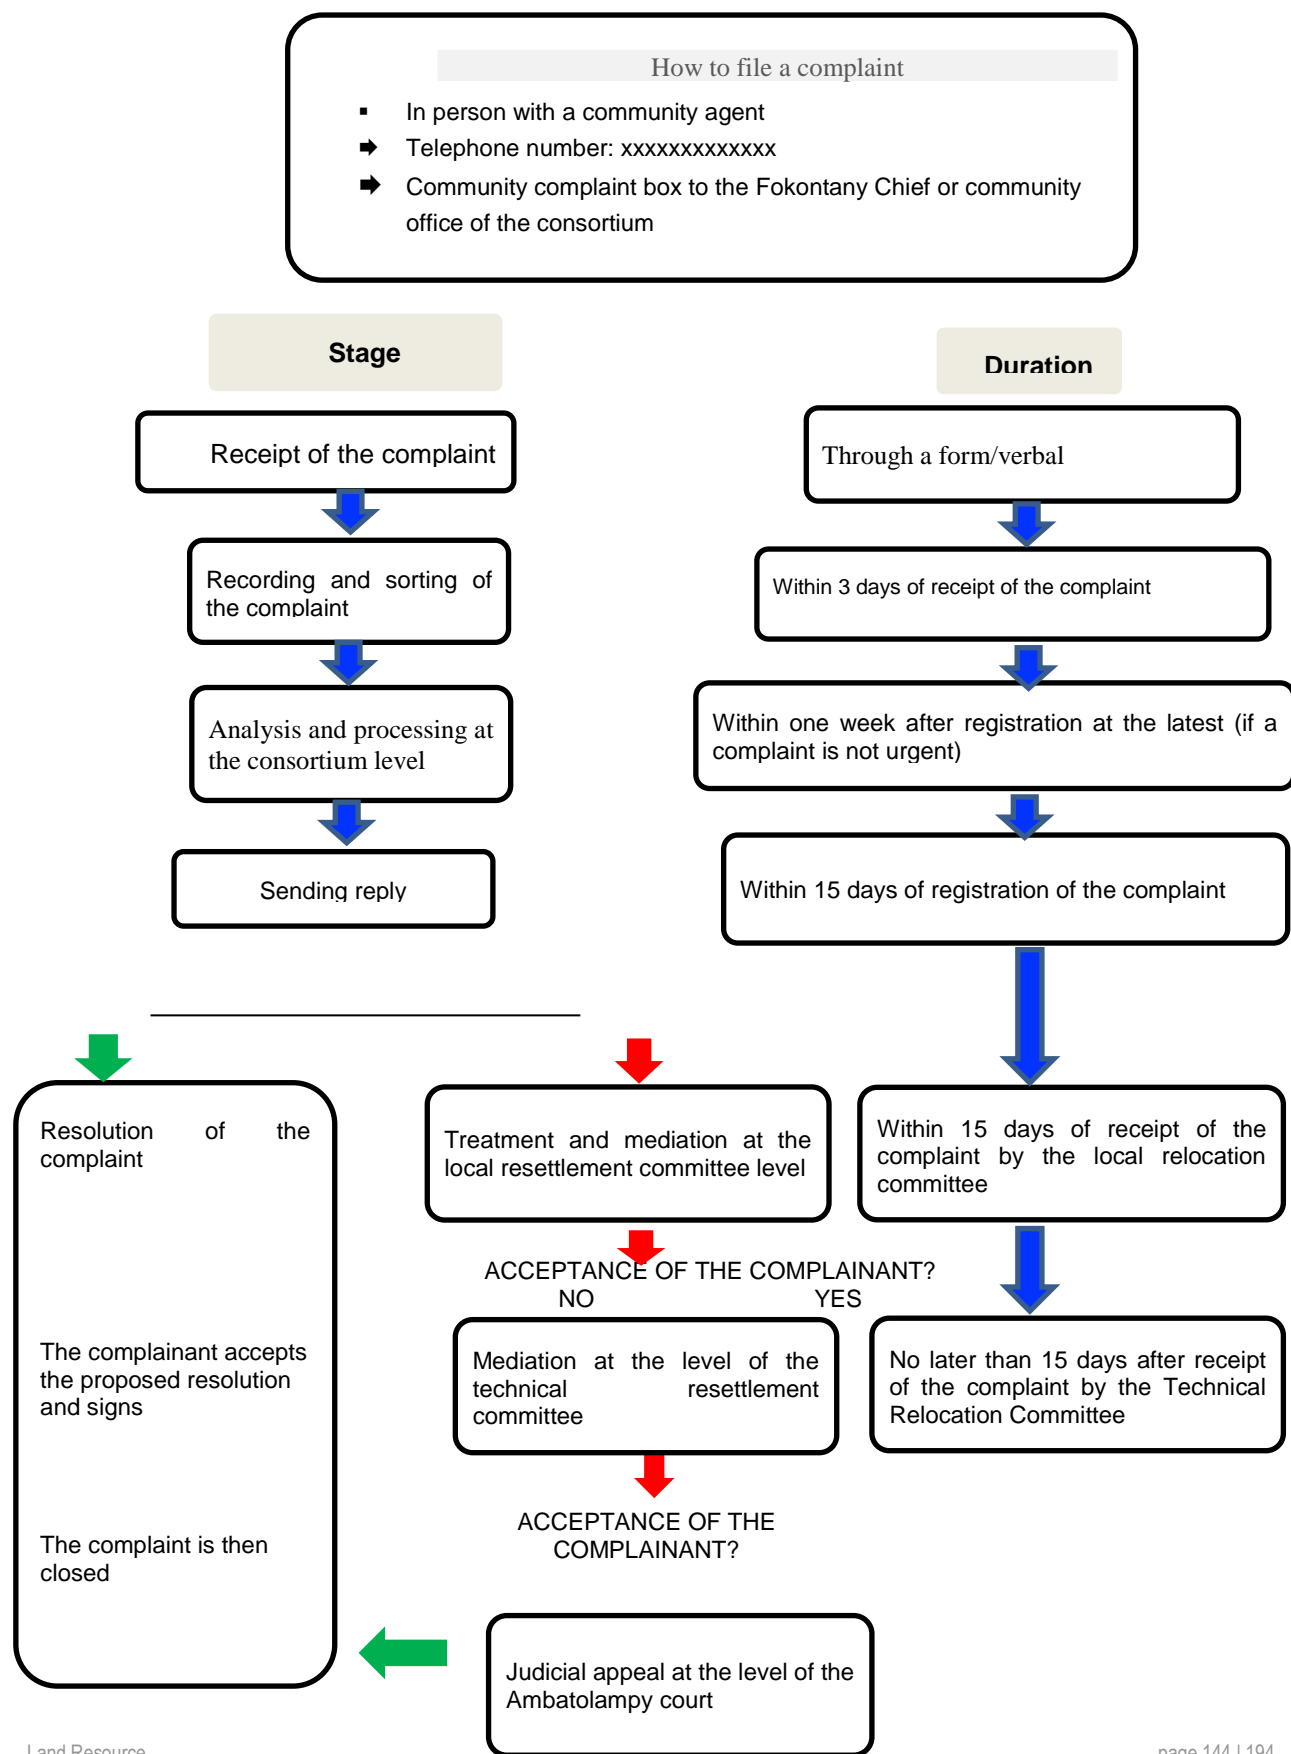 How to file a complaint
▪ In person with a community agent
🡆 Telephone number: xxxxxxxxxxxxx
🡆 Community complaint box to the Fokontany Chief or community
office of the consortium
Stage
Duration
Receipt of the complaint
Through a form/verbal
Recording and sorting of
the complaint
Within 3 days of receipt of the complaint
Analysis and processing at
the consortium level
Within one week after registration at the latest (if a
complaint is not urgent)
Sending reply
Within 15 days of registration of the complaint
Resolution of the
complaint
The complainant accepts
the proposed resolution
and signs
The complaint is then
closed
Treatment and mediation at the
local resettlement committee level
Within 15 days of receipt of the
complaint by the local relocation
committee
ACCEPTANCE OF THE COMPLAINANT?
NO YES
Mediation at the level of the
technical resettlement
committee
No later than 15 days after receipt
of the complaint by the Technical
Relocation Committee
ACCEPTANCE OF THE
COMPLAINANT?
Judicial appeal at the level of the
Ambatolampy court
Land Resource
page 144 | 194